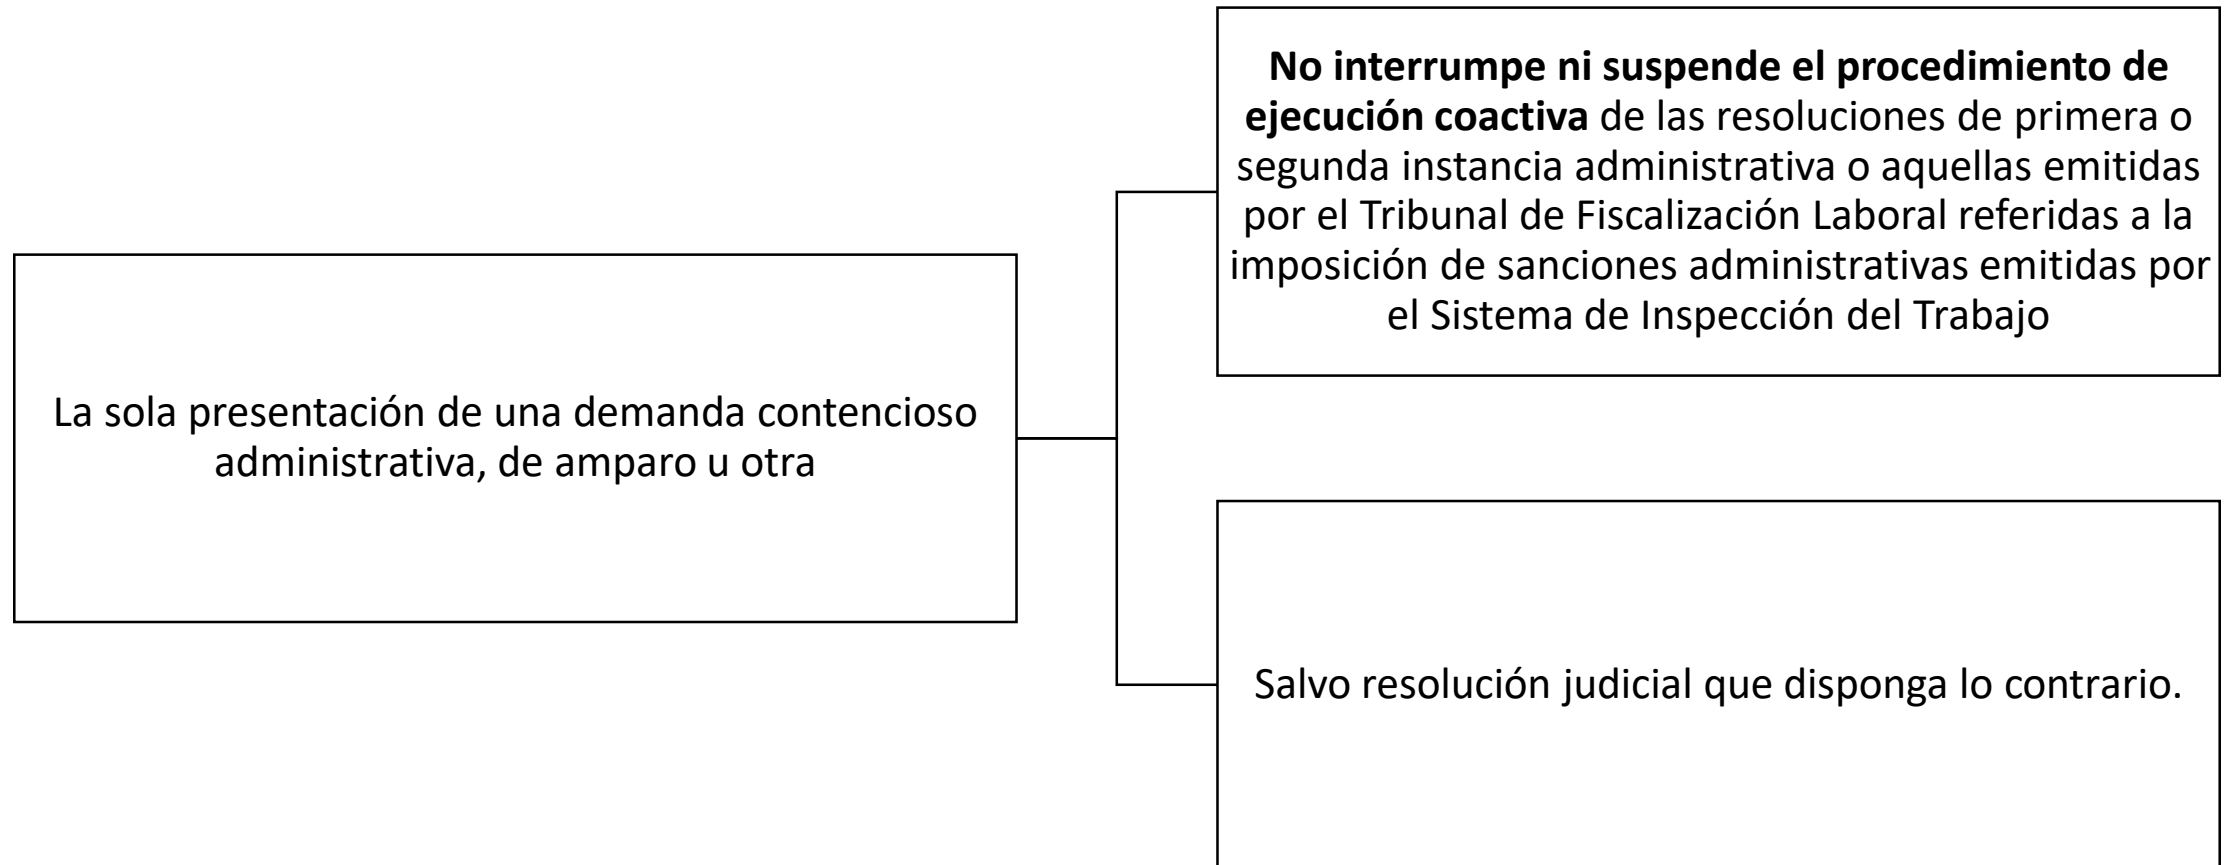 La sola presentación de una demanda contencioso
administrativa, de amparo u otra
No interrumpe ni suspende el procedimiento de
ejecución coactiva de las resoluciones de primera o
segunda instancia administrativa o aquellas emitidas
por el Tribunal de Fiscalización Laboral referidas a la
imposición de sanciones administrativas emitidas por
el Sistema de Inspección del Trabajo
Salvo resolución judicial que disponga lo contrario.